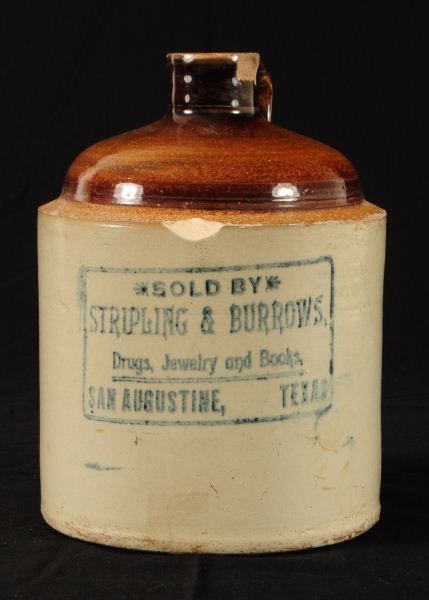 *SOLD BY*
STRIPLING & BURROWS.
Drugs, Jewelry and Books,
SAN AUGUSTINE, TEXAS